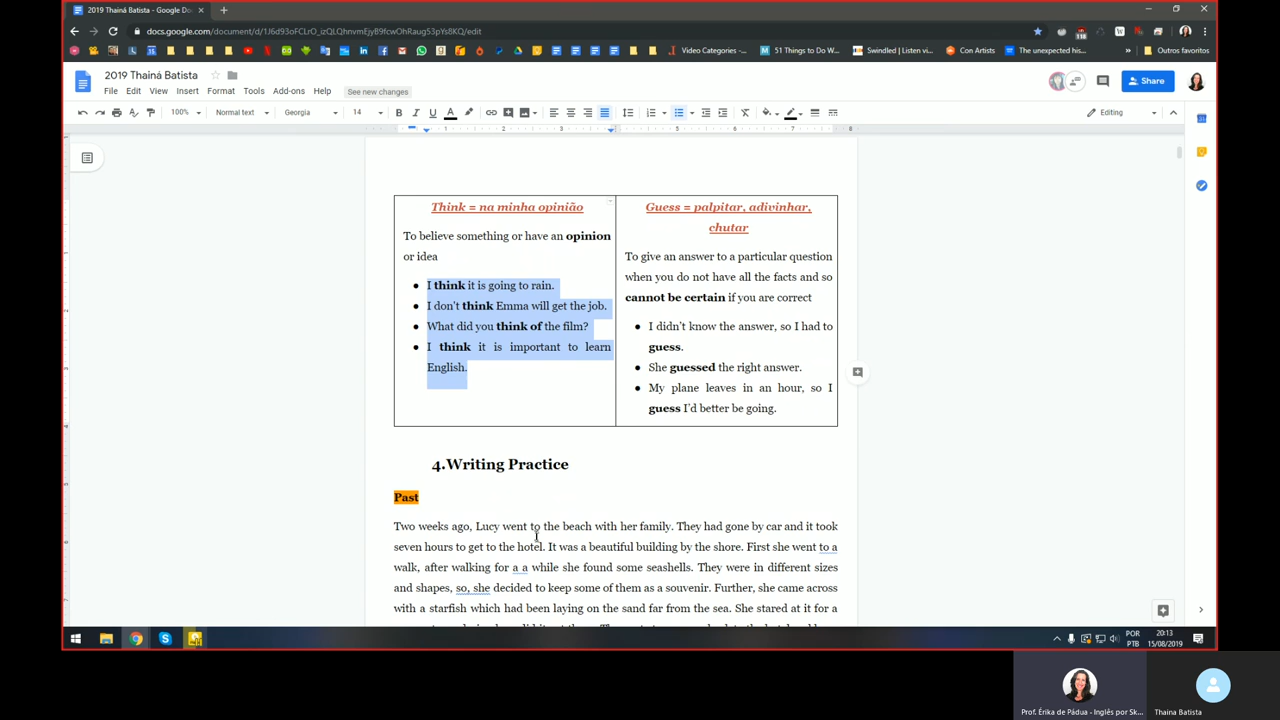 2019 Thainá Batista - Google Do
docs.google.com/document/d/1J6d93oFCLrO_izQLQhnvmEjyB9fcwOhRaug53pYs8KQ/edit
Video Categories -...
51 Things to Do W...
Swindled | Listen vi...
Con Artists
The unexpected his...
»
Outros favoritos
2019 Thainá Batista
File Edit View Insert Format Tools Add-ons Help See new changes
Share
100% Normal text Georgia 14 Editing
Think = na minha opinião
To believe something or have an opinion
or idea
● I think it is going to rain.
● I don't think Emma will get the job.
● What did you think of the film?
● I think it is important to learn
English.
Guess = palpitar, adivinhar,
chutar
To give an answer to a particular question
when you do not have all the facts and so
cannot be certain if you are correct
● I didn't know the answer, so I had to
guess.
● She guessed the right answer.
● My plane leaves in an hour, so I
guess I'd better be going.
4.Writing Practice
Past
Two weeks ago, Lucy went to the beach with her family. They had gone by car and it took
seven hours to get to the hotel. It was a beautiful building by the shore. First she went to a
walk, after walking for a a while she found some seashells. They were in different sizes
and shapes, so, she decided to keep some of them as a souvenir. Further, she came across
with a starfish which had been laying on the sand far from the sea. She stared at it for a
POR
PTB
20:13
15/08/2019
Prof. Érika de Pádua - Inglês por Sk...
Thaina Batista